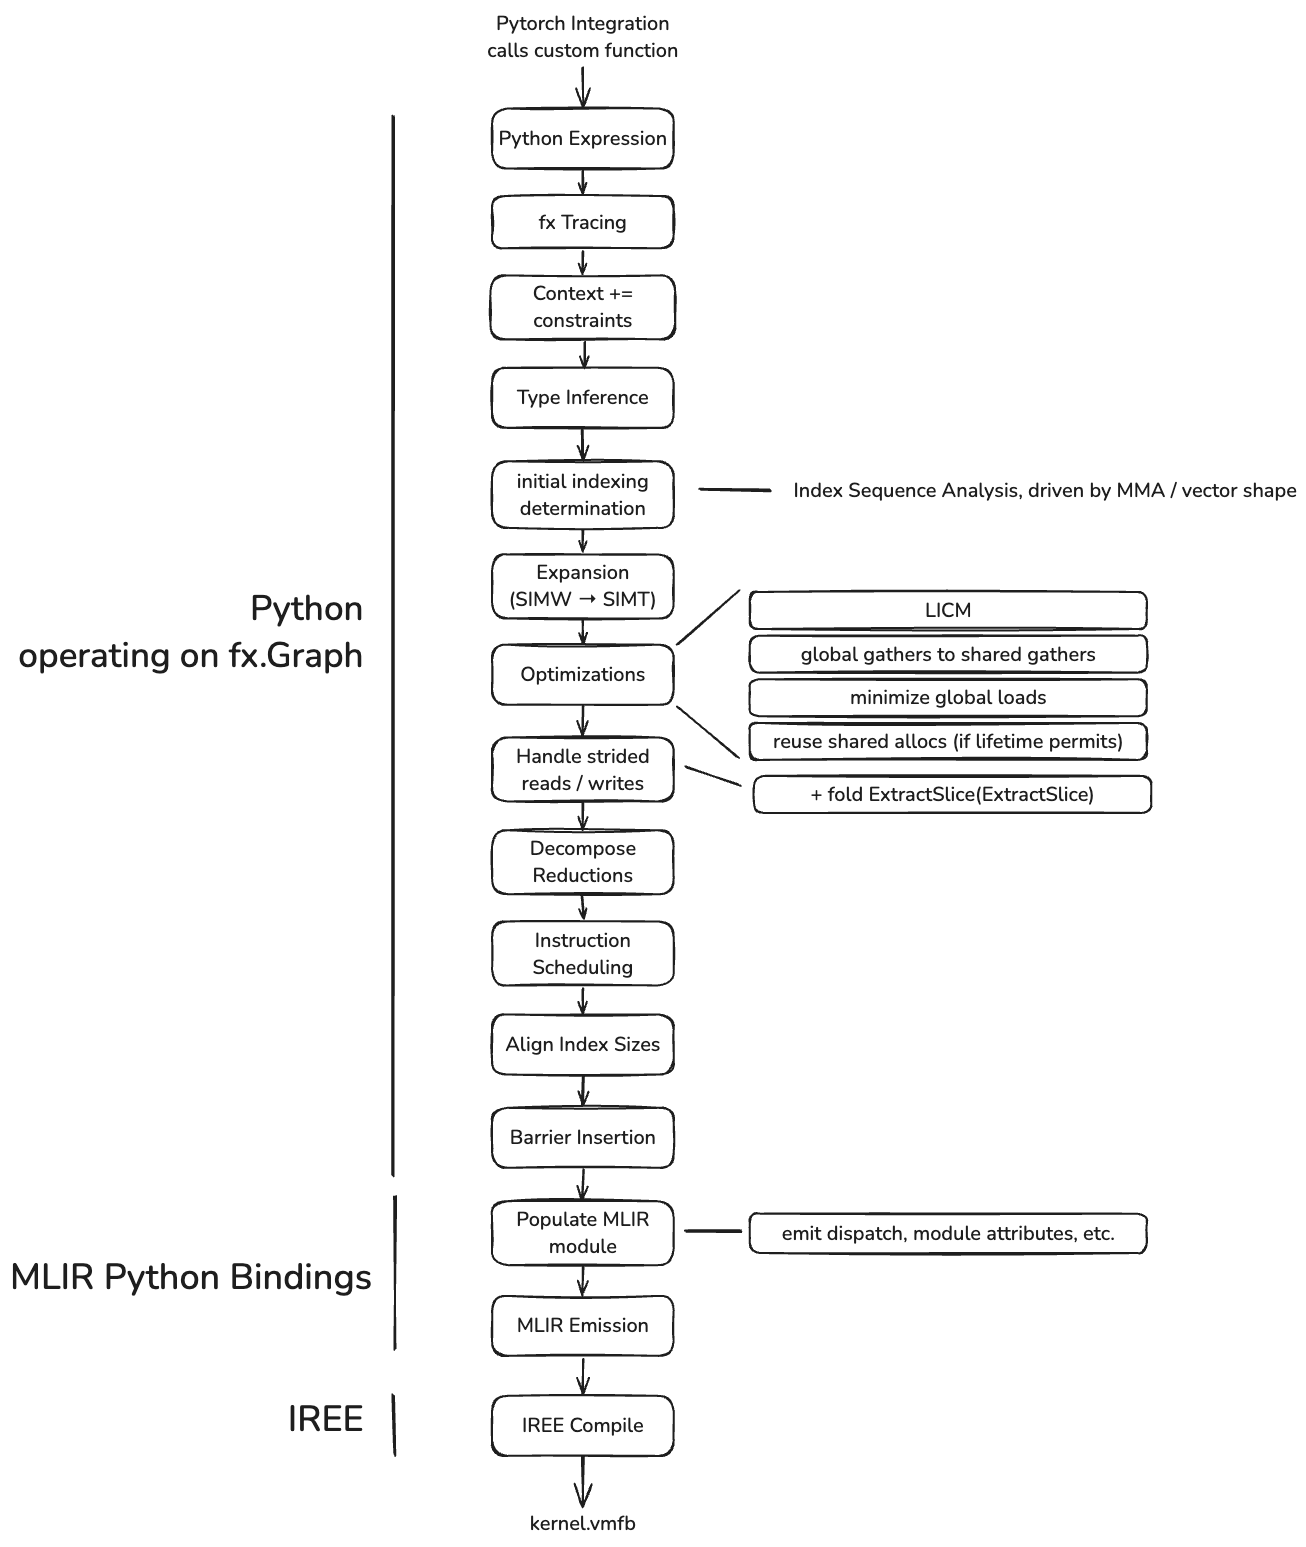 Pytorch Integration
calls custom function
Python Expression
fx Tracing
Context +=
constraints
Type Inference
initial indexing
determination
Index Sequence Analysis, driven by MMA / vector shape
Expansion
(SIMW → SIMT)
Python
operating on fx.Graph
Optimizations
LICM
global gathers to shared gathers
minimize global loads
reuse shared allocs (if lifetime permits)
Handle strided
reads / writes
+ fold ExtractSlice(ExtractSlice)
Decompose
Reductions
Instruction
Scheduling
Align Index Sizes
Barrier Insertion
MLIR Python Bindings
Populate MLIR
module
emit dispatch, module attributes, etc.
MLIR Emission
IREE
IREE Compile
kernel.vmfb